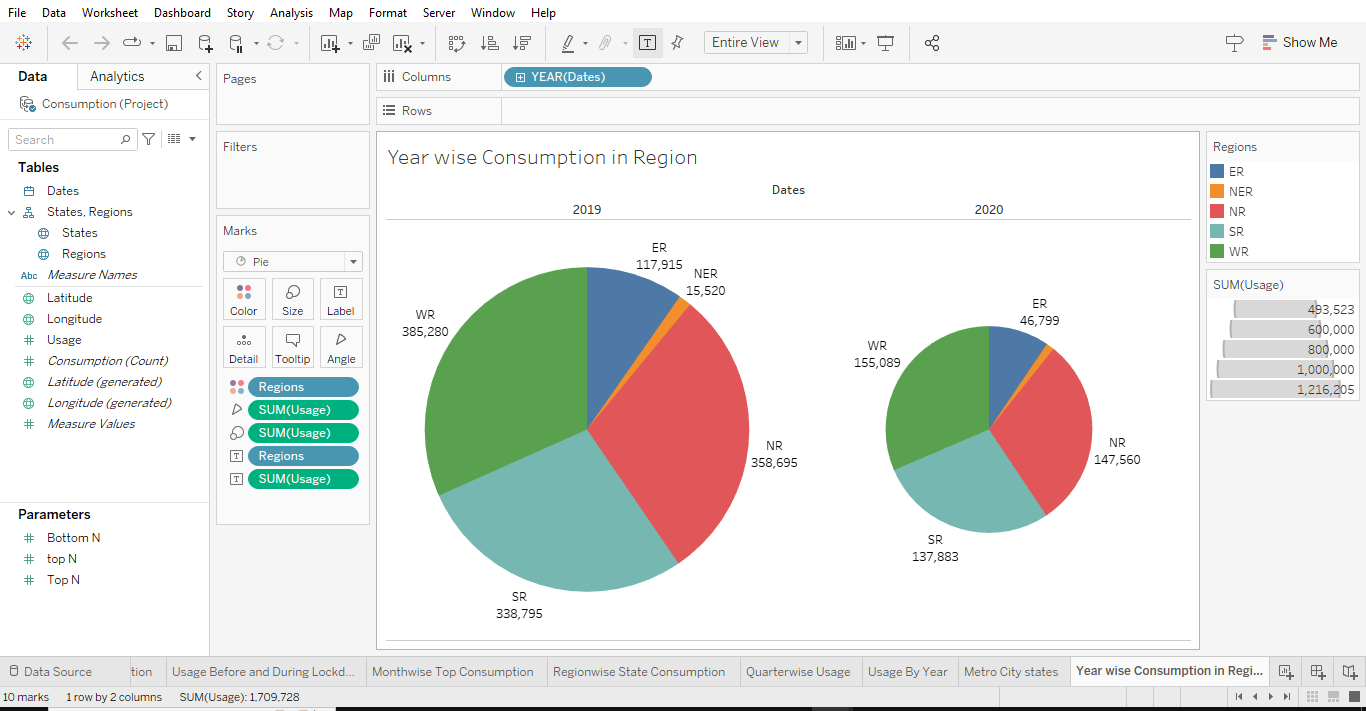 File Data Worksheet Dashboard Story Analysis Map Format Server Window Help
Entire View
Show Me
Data Analytics
Consumption (Project)
Search
Tables
Dates
States, Regions
States
Regions
Abc Measure Names
Latitude
Longitude
Usage
Consumption (Count)
Latitude (generated)
Longitude (generated)
Measure Values
Parameters
Bottom N
top N
Top N
Pages
Filters
Marks
Pie
Color Size Label
Detail Tooltip Angle
Regions
SUM(Usage)
SUM(Usage)
Regions
SUM(Usage)
Columns YEAR(Dates)
Rows
Year wise Consumption in Region
Dates
2019 2020
ER
117,915
NER
15,520
WR
385,280
NR
358,695
SR
338,795
ER
46,799
WR
155,089
NR
147,560
SR
137,883
Regions
ER
NER
NR
SR
WR
SUM(Usage)
493,523
600,000
800,000
1,000,000
1,216,205
Data Source tion Usage Before and During Lockd... Monthwise Top Consumption Regionwise State Consumption Quarterwise Usage Usage By Year Metro City states Year wise Consumption in Regi...
10 marks 1 row by 2 columns SUM(Usage): 1,709,728